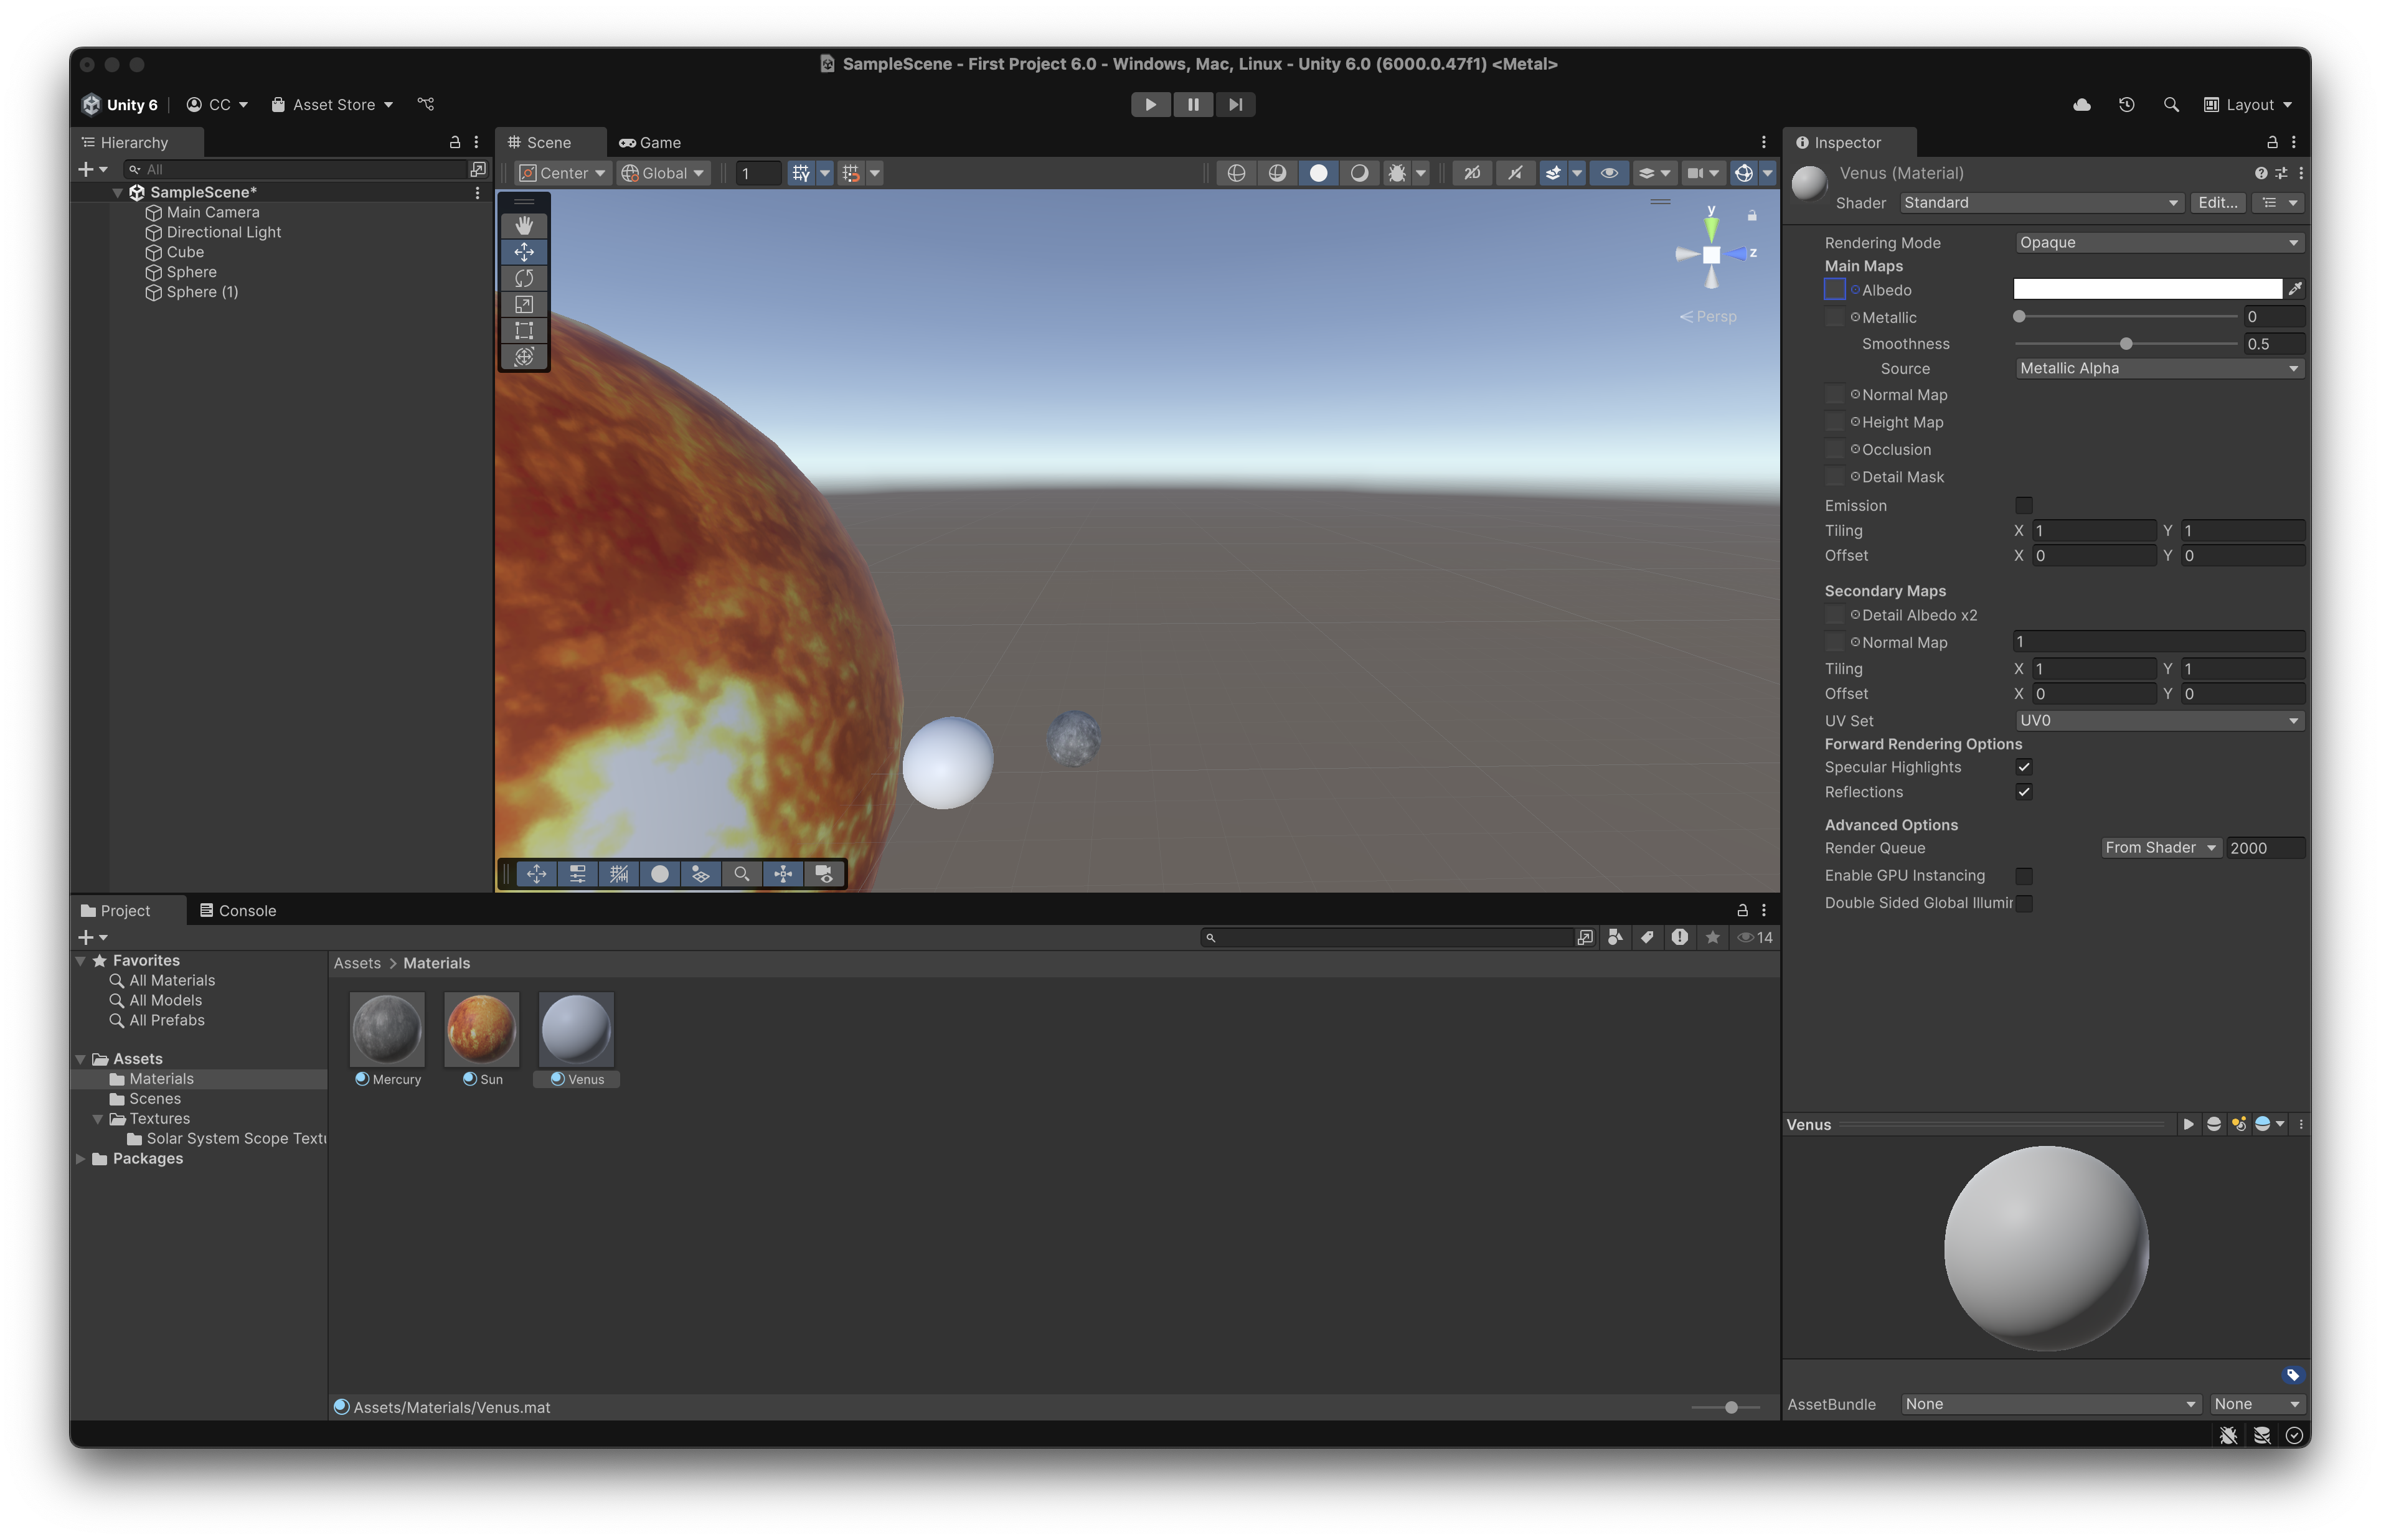 SampleScene - First Project 6.0 - Windows, Mac, Linux - Unity 6.0 (6000.0.47f1) <Metal>
Unity 6
CC
Asset Store
Layout
Hierarchy
All
SampleScene*
Main Camera
Directional Light
Cube
Sphere
Sphere (1)
Scene
Game
Center
Global
1
2D
y
z
Persp
Inspector
Venus (Material)
Shader
Standard
Edit...
Rendering Mode
Opaque
Main Maps
Albedo
Metallic
0
Smoothness
0.5
Source
Metallic Alpha
Normal Map
Height Map
Occlusion
Detail Mask
Emission
Tiling X 1 Y 1
Offset X 0 Y 0
Secondary Maps
Detail Albedo x2
Normal Map
1
Tiling X 1 Y 1
Offset X 0 Y 0
UV Set
UV0
Forward Rendering Options
Specular Highlights
Reflections
Advanced Options
Render Queue
From Shader
2000
Enable GPU Instancing
Double Sided Global Illumin
Project
Console
14
Favorites
All Materials
All Models
All Prefabs
Assets
Materials
Scenes
Textures
Solar System Scope Textu
Packages
Assets > Materials
Mercury
Sun
Venus
Assets/Materials/Venus.mat
Venus
AssetBundle
None
None